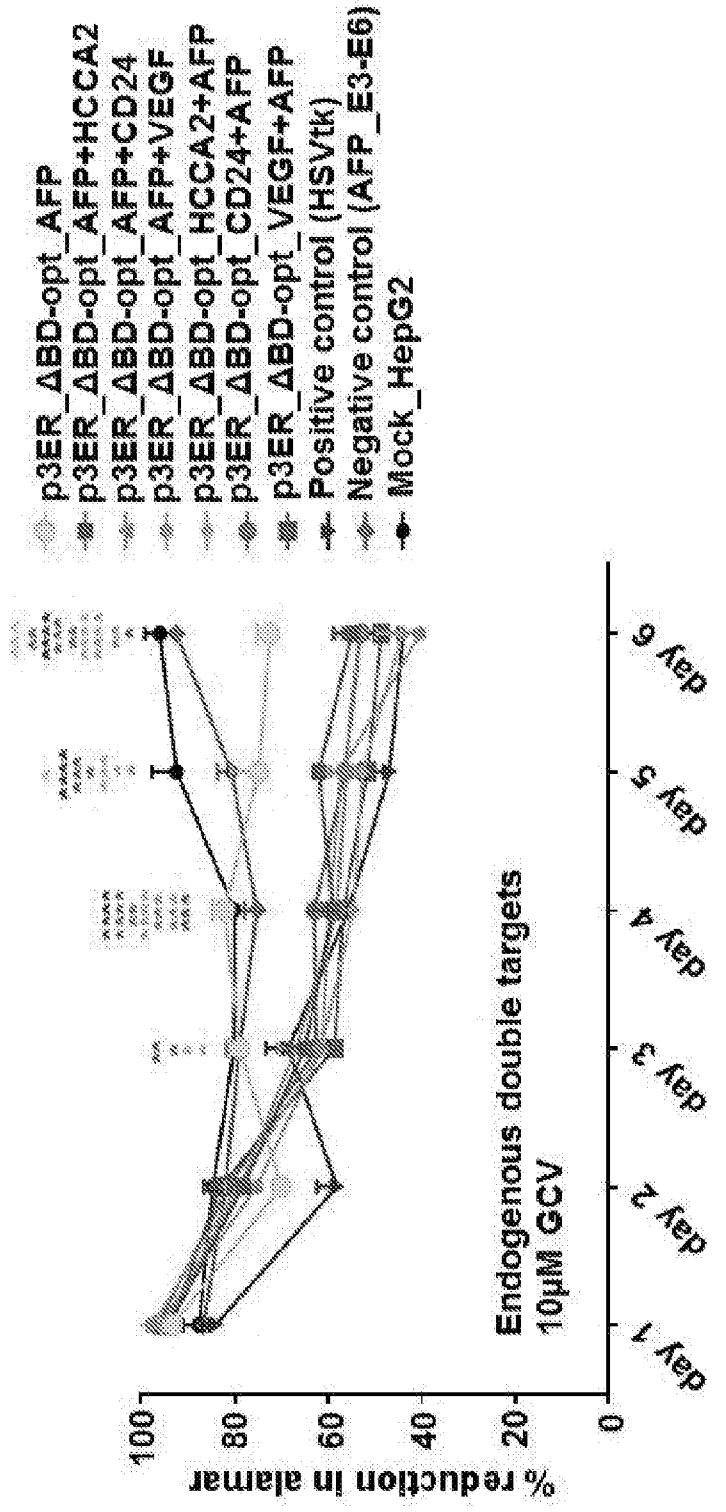 % reduction in alamar
100
80
60
40
20
0
Endogenous double targets
10µM GCV
day 1
day 2
day 3
day 4
day 5
day 6
p3ER_ΔBD-opt_AFP
p3ER_ΔBD-opt_AFP+HCCA2
p3ER_ΔBD-opt_AFP+CD24
p3ER_ΔBD-opt_AFP+VEGF
p3ER_ΔBD-opt_HCCA2+AFP
p3ER_ΔBD-opt_CD24+AFP
p3ER_ΔBD-opt_VEGF+AFP
Positive control (HSVtk)
Negative control (AFP_E3-E6)
Mock_HepG2